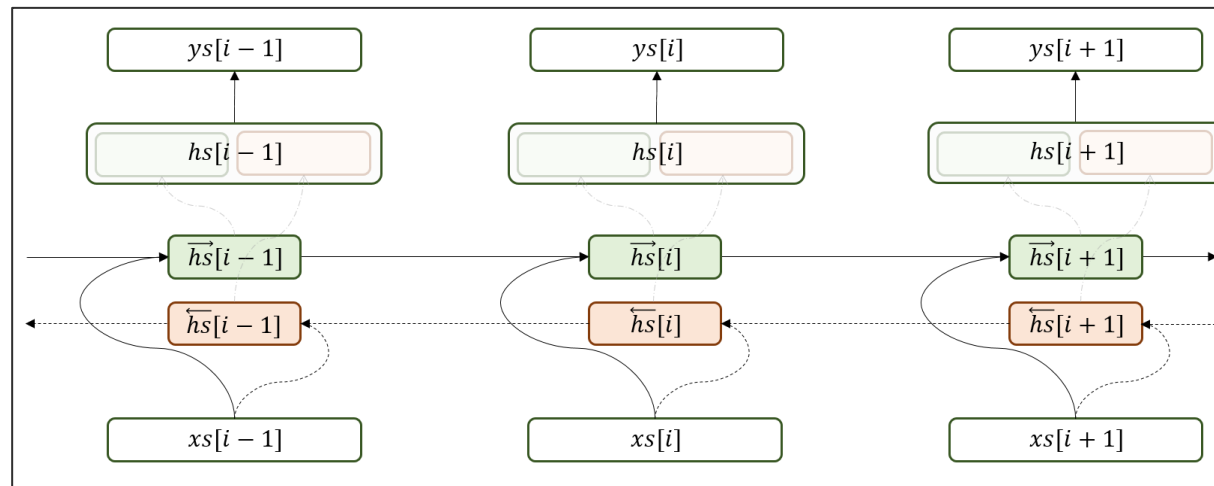 ys[i − 1] ys[i] ys[i + 1]
hs[i − 1] hs[i] hs[i + 1]
→hs[i − 1] →hs[i] →hs[i + 1]
←hs[i − 1] ←hs[i] ←hs[i + 1]
xs[i − 1] xs[i] xs[i + 1]